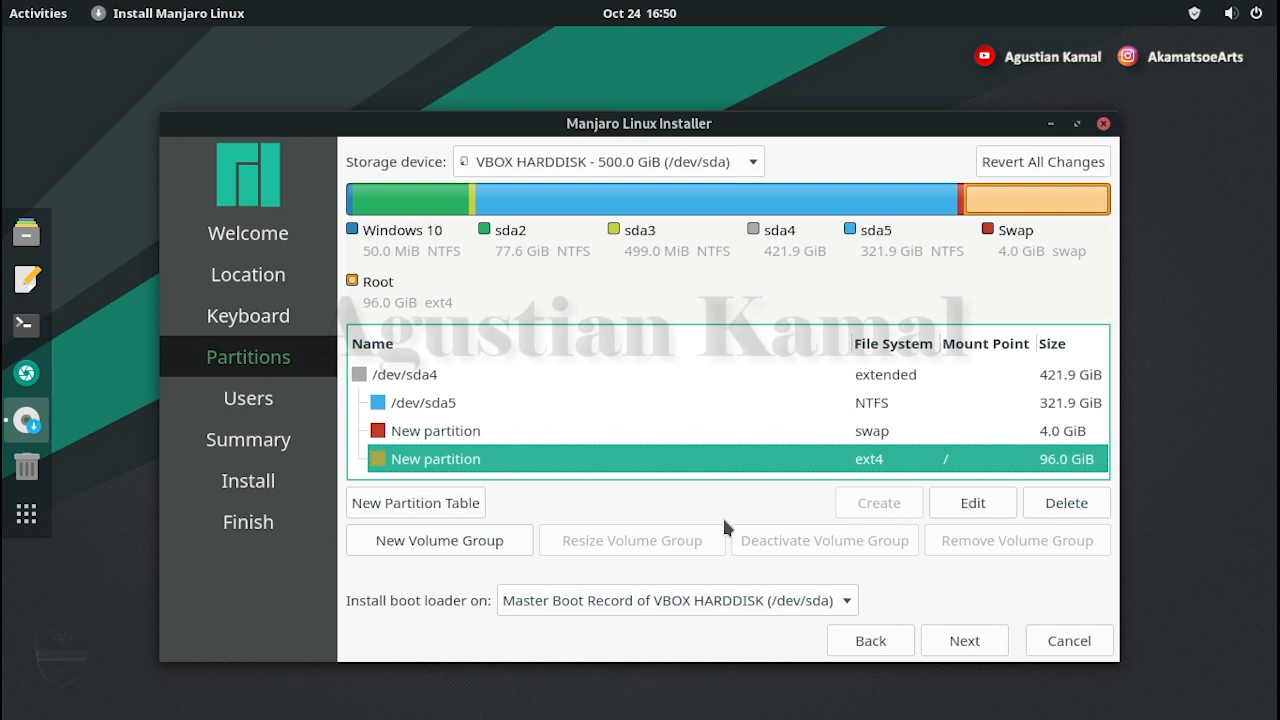 Activities Install Manjaro Linux Oct 24 16:50
Agustian Kamal AkamatsoeArts
Manjaro Linux Installer
Storage device: VBOX HARDDISK - 500.0 GiB (/dev/sda) Revert All Changes
Windows 10 sda2 sda3 sda4 sda5 Swap
50.0 MiB NTFS 77.6 GiB NTFS 499.0 MiB NTFS 421.9 GiB 321.9 GiB NTFS 4.0 GiB swap
Root
96.0 GiB ext4
Agustian Kamal
Welcome
Location
Keyboard
Partitions
Users
Summary
Install
Finish
Name File System Mount Point Size
/dev/sda4 extended 421.9 GiB
/dev/sda5 NTFS 321.9 GiB
New partition swap 4.0 GiB
New partition ext4 / 96.0 GiB
New Partition Table Create Edit Delete
New Volume Group Resize Volume Group Deactivate Volume Group Remove Volume Group
Install boot loader on: Master Boot Record of VBOX HARDDISK (/dev/sda)
Back Next Cancel